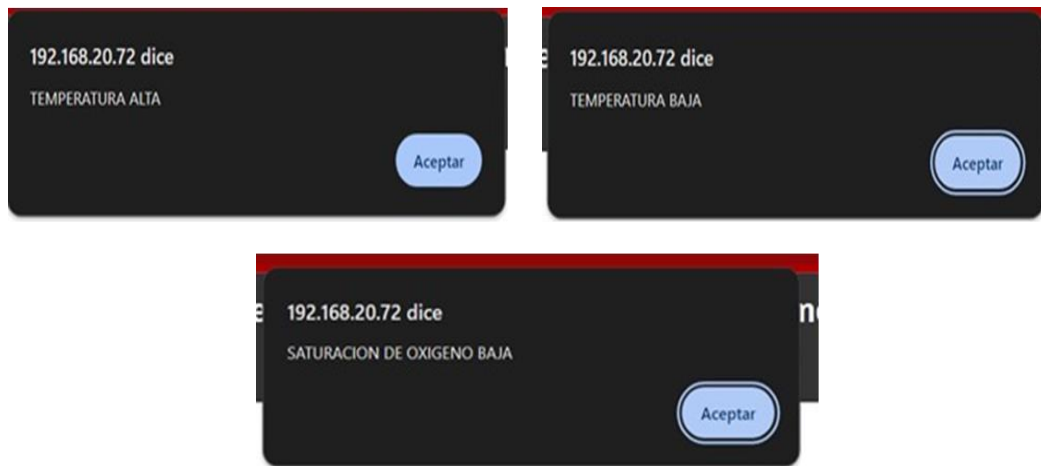 192.168.20.72 dice
TEMPERATURA ALTA
Aceptar
192.168.20.72 dice
TEMPERATURA BAJA
Aceptar
192.168.20.72 dice
SATURACION DE OXIGENO BAJA
Aceptar